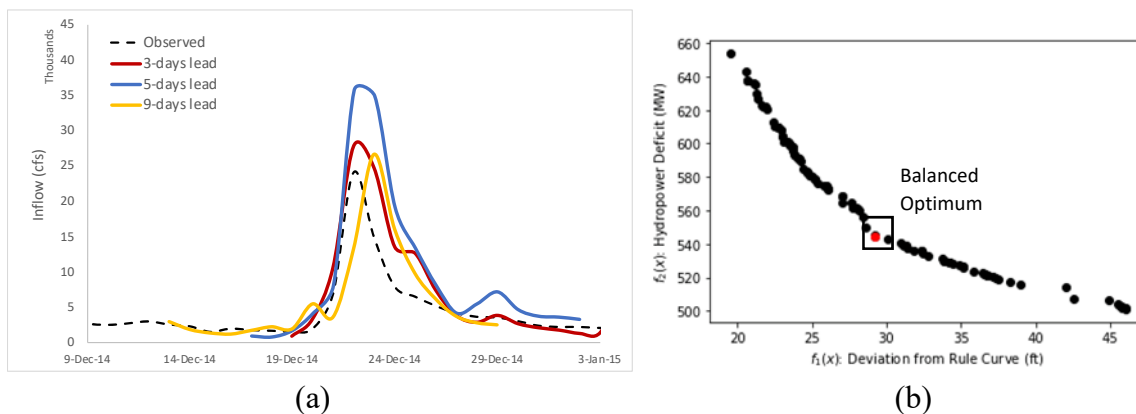 45
40
35
30
25
20
15
10
5
0
Thousands
Inflow (cfs)
Observed
3-days lead
5-days lead
9-days lead
9-Dec-14 14-Dec-14 19-Dec-14 24-Dec-14 29-Dec-14 3-Jan-15
(a)
660
640
620
600
580
560
540
520
500
f₂(x): Hydropower Deficit (MW)
Balanced
Optimum
20 25 30 35 40 45
f₁(x): Deviation from Rule Curve (ft)
(b)